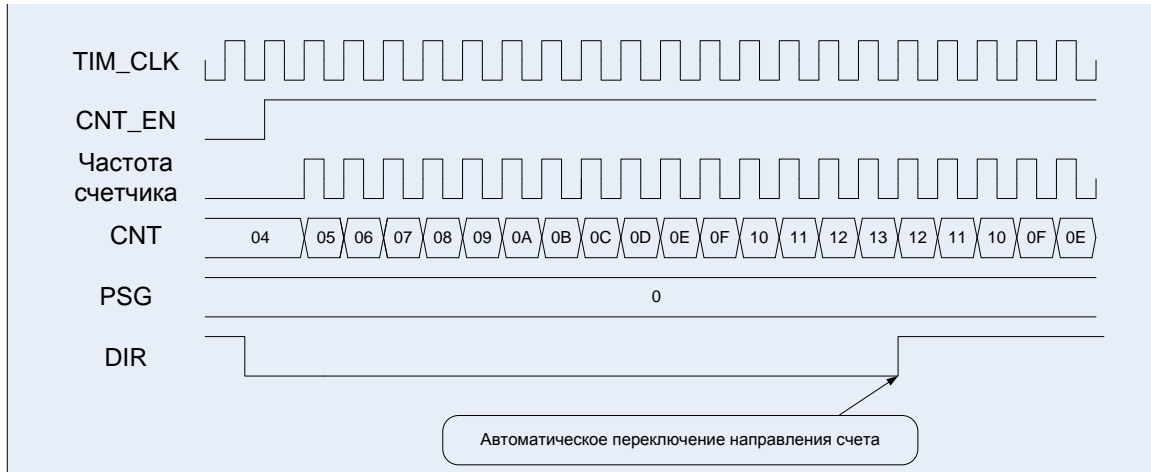 TIM_CLK
CNT_EN
Частота
счетчика
CNT
04 05 06 07 08 09 0A 0B 0C 0D 0E 0F 10 11 12 13 12 11 10 0F 0E
PSG
0
DIR
Автоматическое переключение направления счета